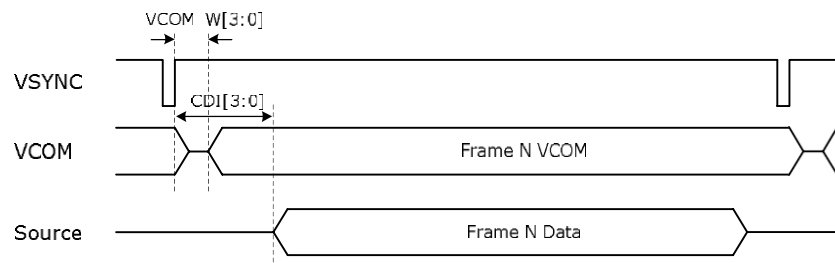 VCOM W[3:0]
VSYNC
CDI[3:0]
VCOM Frame N VCOM
Source Frame N Data